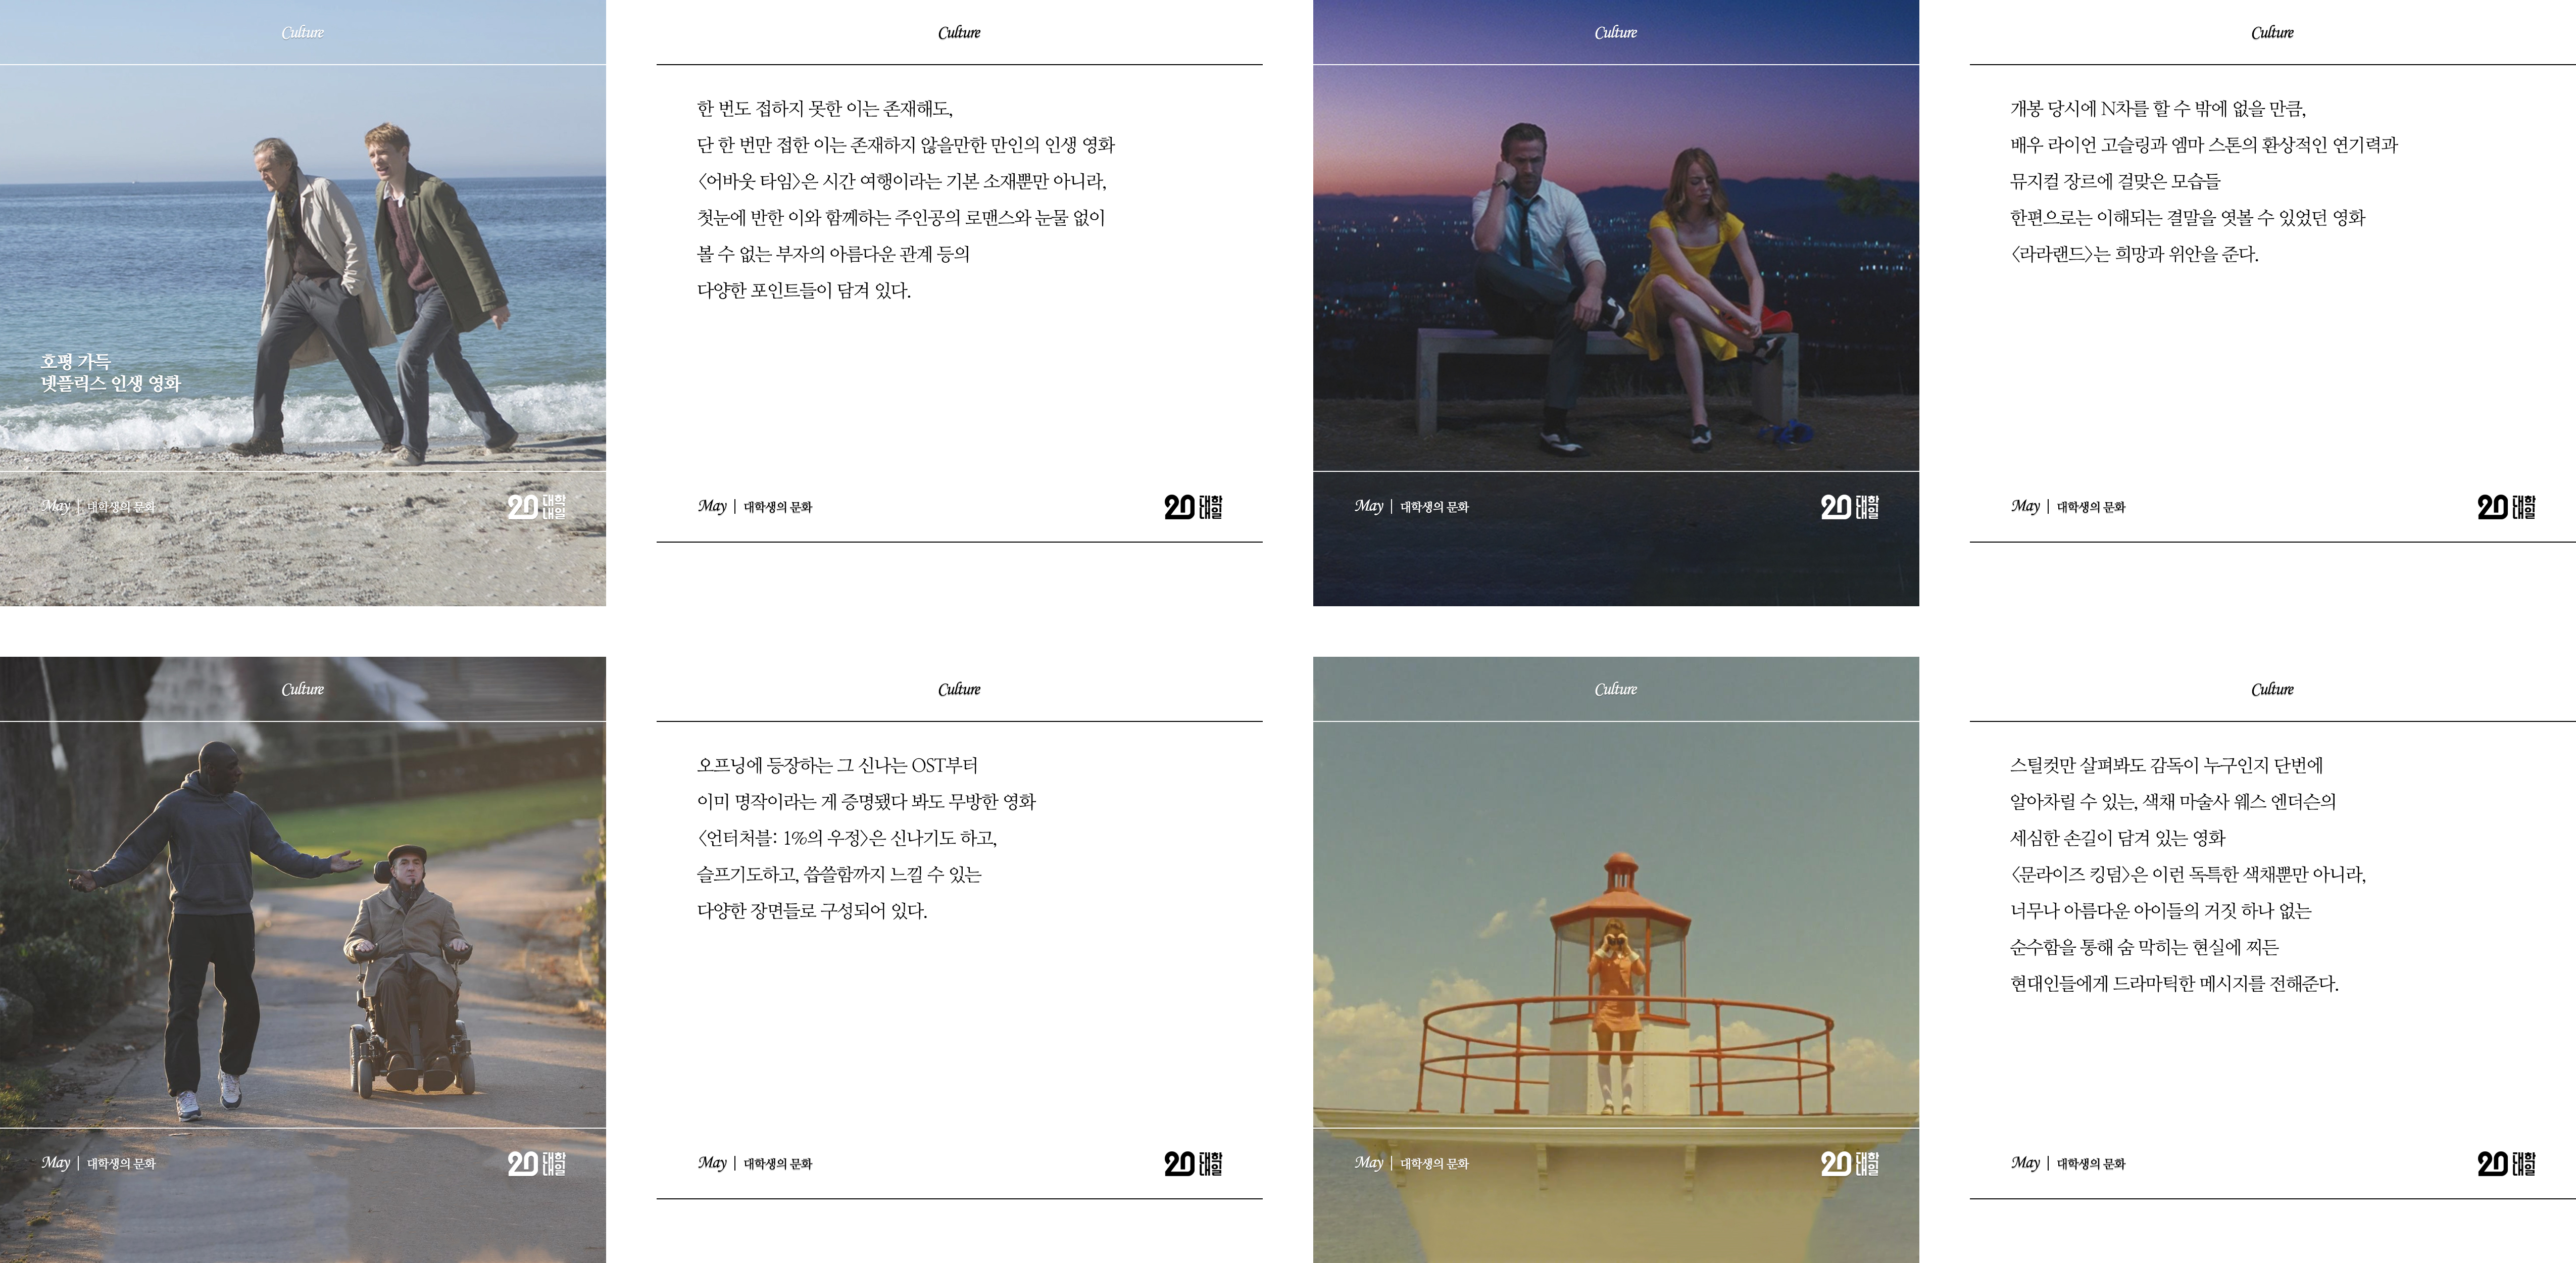 Culture
호평 가득
넷플릭스 인생 영화
May | 대학생의 문화
20 대학내일
Culture
한 번도 접하지 못한 이는 존재해도,
단 한 번만 접한 이는 존재하지 않을만한 만인의 인생 영화
〈어바웃 타임〉은 시간 여행이라는 기본 소재뿐만 아니라,
첫눈에 반한 이와 함께하는 주인공의 로맨스와 눈물 없이
볼 수 없는 부자의 아름다운 관계 등의
다양한 포인트들이 담겨 있다.
May | 대학생의 문화
20 대학내일
Culture
May | 대학생의 문화
20 대학내일
Culture
개봉 당시에 N차를 할 수 밖에 없을 만큼,
배우 라이언 고슬링과 엠마 스톤의 환상적인 연기력과
뮤지컬 장르에 걸맞은 모습들
한편으로는 이해되는 결말을 엿볼 수 있었던 영화
〈라라랜드〉는 희망과 위안을 준다.
May | 대학생의 문화
20 대학내일
Culture
May | 대학생의 문화
20 대학내일
Culture
오프닝에 등장하는 그 신나는 OST부터
이미 명작이라는 게 증명됐다 봐도 무방한 영화
〈언터처블: 1%의 우정〉은 신나기도 하고,
슬프기도하고, 씁쓸함까지 느낄 수 있는
다양한 장면들로 구성되어 있다.
May | 대학생의 문화
20 대학내일
Culture
May | 대학생의 문화
20 대학내일
Culture
스틸컷만 살펴봐도 감독이 누구인지 단번에
알아차릴 수 있는, 색채 마술사 웨스 엔더슨의
세심한 손길이 담겨 있는 영화
〈문라이즈 킹덤〉은 이런 독특한 색채뿐만 아니라,
너무나 아름다운 아이들의 거짓 하나 없는
순수함을 통해 숨 막히는 현실에 찌든
현대인들에게 드라마틱한 메시지를 전해준다.
May | 대학생의 문화
20 대학내일